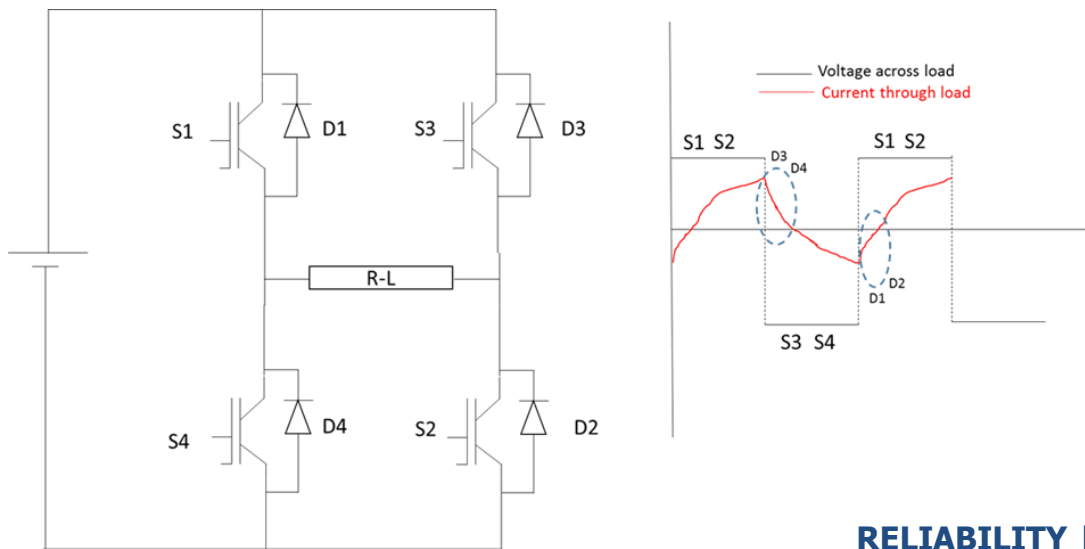 S1
D1
S3
D3
R-L
S4
D4
S2
D2
Voltage across load
Current through load
S1 S2
S1 S2
D3
D4
D2
D1
S3 S4
RELIABILITY